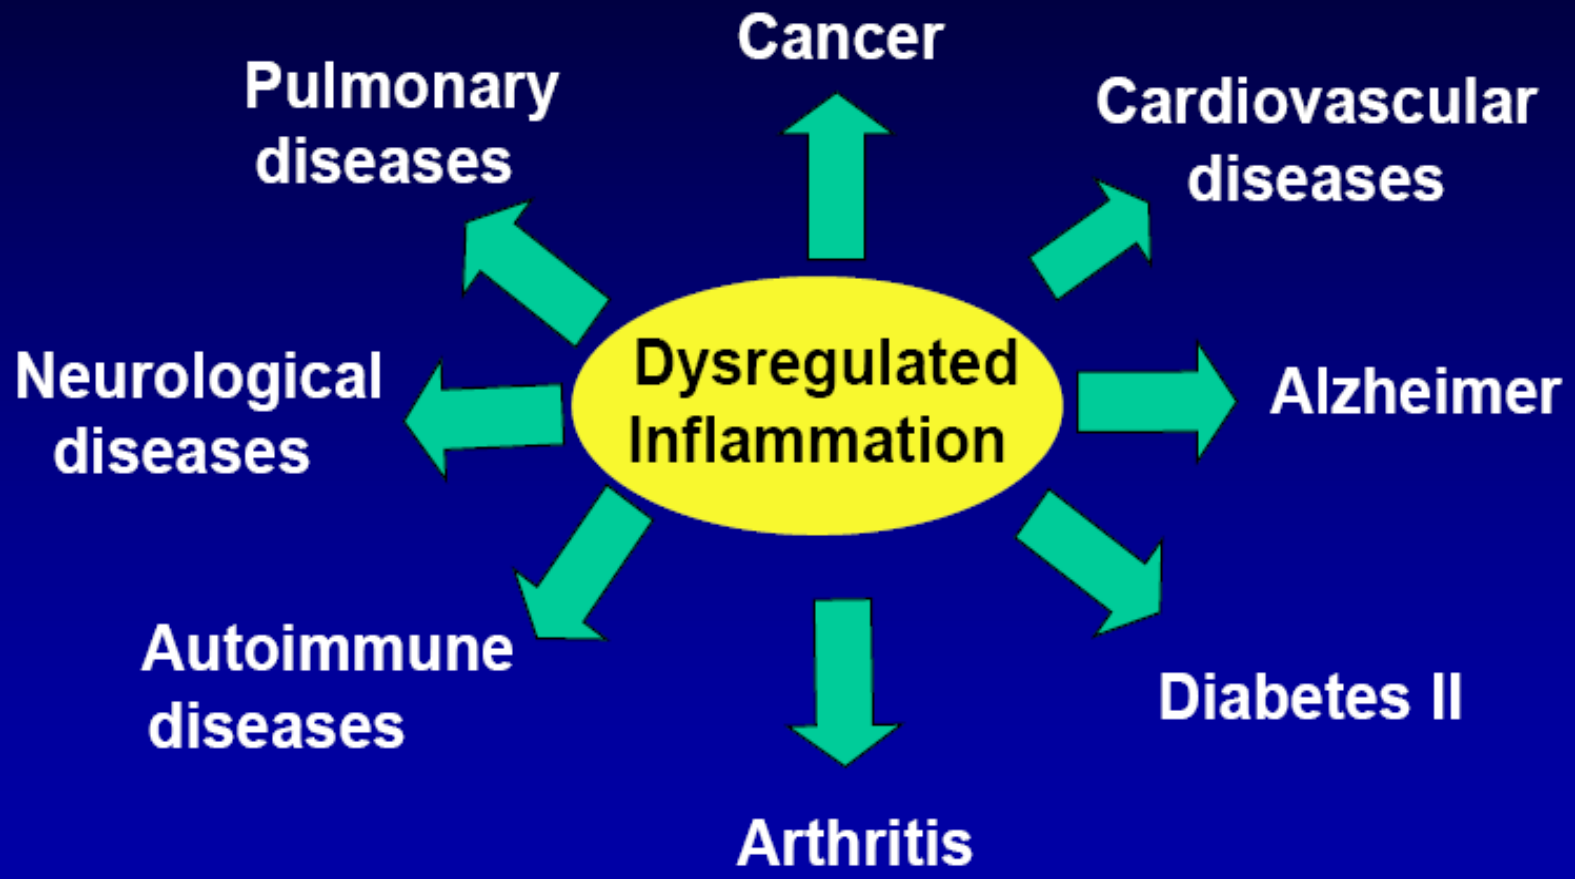 Cancer
Pulmonary
diseases
Cardiovascular
diseases
Neurological
diseases
Dysregulated
Inflammation
Alzheimer
Autoimmune
diseases
Diabetes II
Arthritis